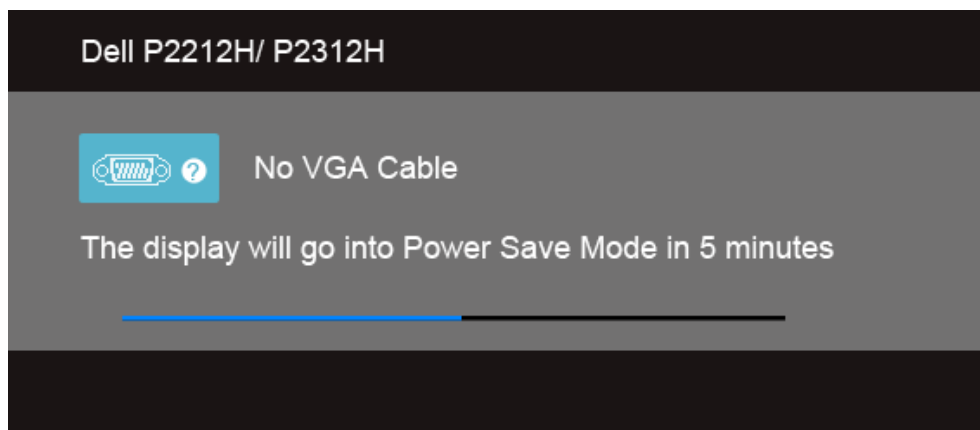 Dell P2212H/ P2312H
No VGA Cable
The display will go into Power Save Mode in 5 minutes